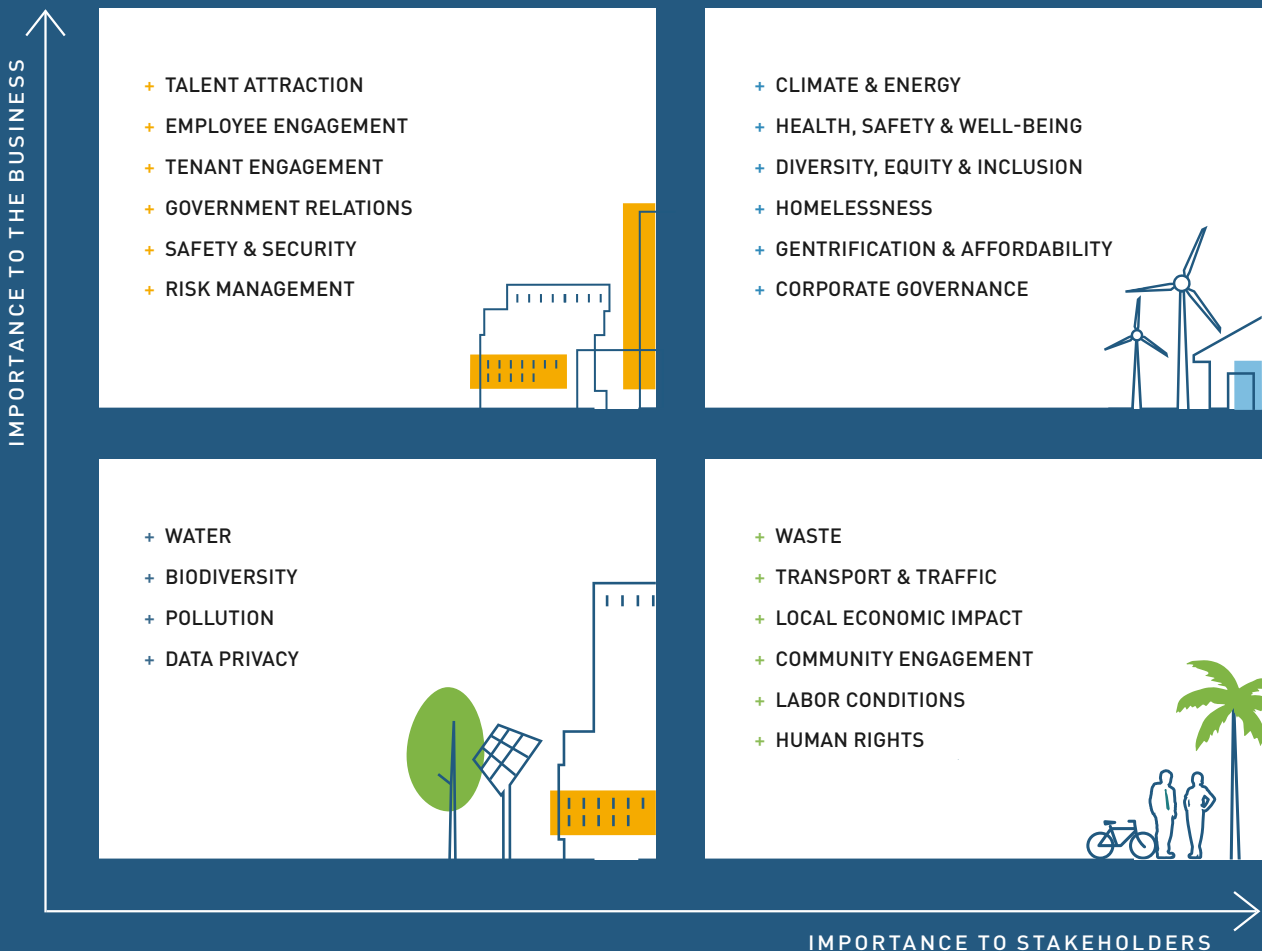 IMPORTANCE TO THE BUSINESS
+ TALENT ATTRACTION
+ EMPLOYEE ENGAGEMENT
+ TENANT ENGAGEMENT
+ GOVERNMENT RELATIONS
+ SAFETY & SECURITY
+ RISK MANAGEMENT
+ CLIMATE & ENERGY
+ HEALTH, SAFETY & WELL-BEING
+ DIVERSITY, EQUITY & INCLUSION
+ HOMELESSNESS
+ GENTRIFICATION & AFFORDABILITY
+ CORPORATE GOVERNANCE
+ WATER
+ BIODIVERSITY
+ POLLUTION
+ DATA PRIVACY
+ WASTE
+ TRANSPORT & TRAFFIC
+ LOCAL ECONOMIC IMPACT
+ COMMUNITY ENGAGEMENT
+ LABOR CONDITIONS
+ HUMAN RIGHTS
IMPORTANCE TO STAKEHOLDERS